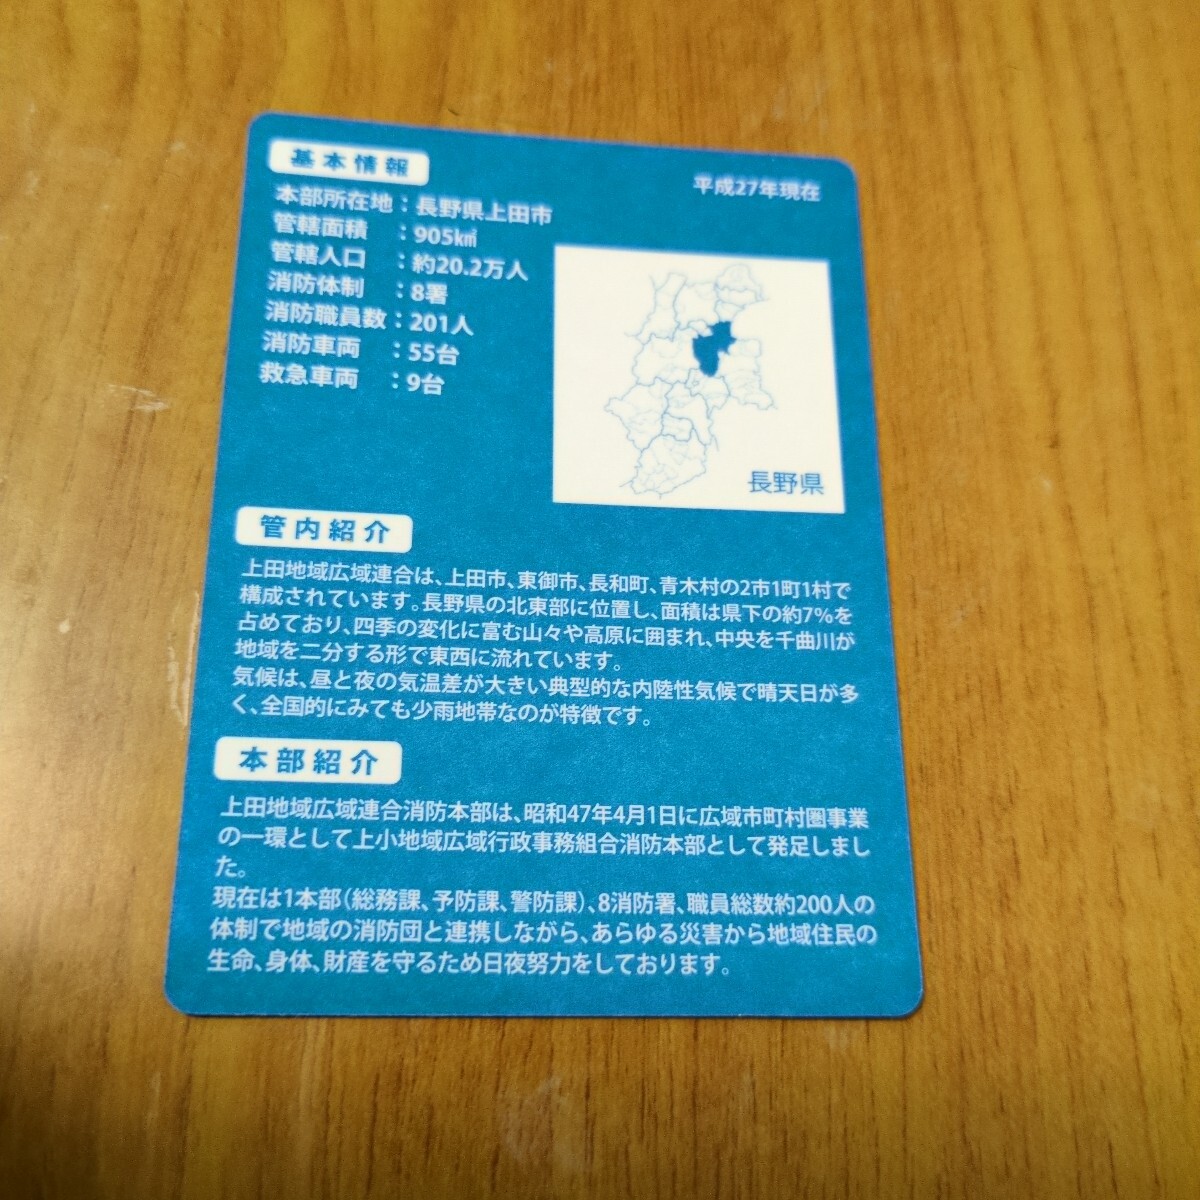 基本情報
平成27年現在
本部所在地：長野県上田市
管轄面積　：905㎢
管轄人口　：約20.2万人
消防体制　：8署
消防職員数：201人
消防車両　：55台
救急車両　：9台
長野県
管内紹介
上田地域広域連合は、上田市、東御市、長和町、青木村の2市1町1村で
構成されています。長野県の北東部に位置し、面積は県下の約7%を
占めており、四季の変化に富む山々や高原に囲まれ、中央を千曲川が
地域を二分する形で東西に流れています。
気候は、昼と夜の気温差が大きい典型的な内陸性気候で晴天日が多
く、全国的にみても少雨地帯なのが特徴です。
本部紹介
上田地域広域連合消防本部は、昭和47年4月1日に広域市町村圏事業
の一環として上小地域広域行政事務組合消防本部として発足しまし
た。
現在は1本部（総務課、予防課、警防課）、8消防署、職員総数約200人の
体制で地域の消防団と連携しながら、あらゆる災害から地域住民の
生命、身体、財産を守るため日夜努力をしております。